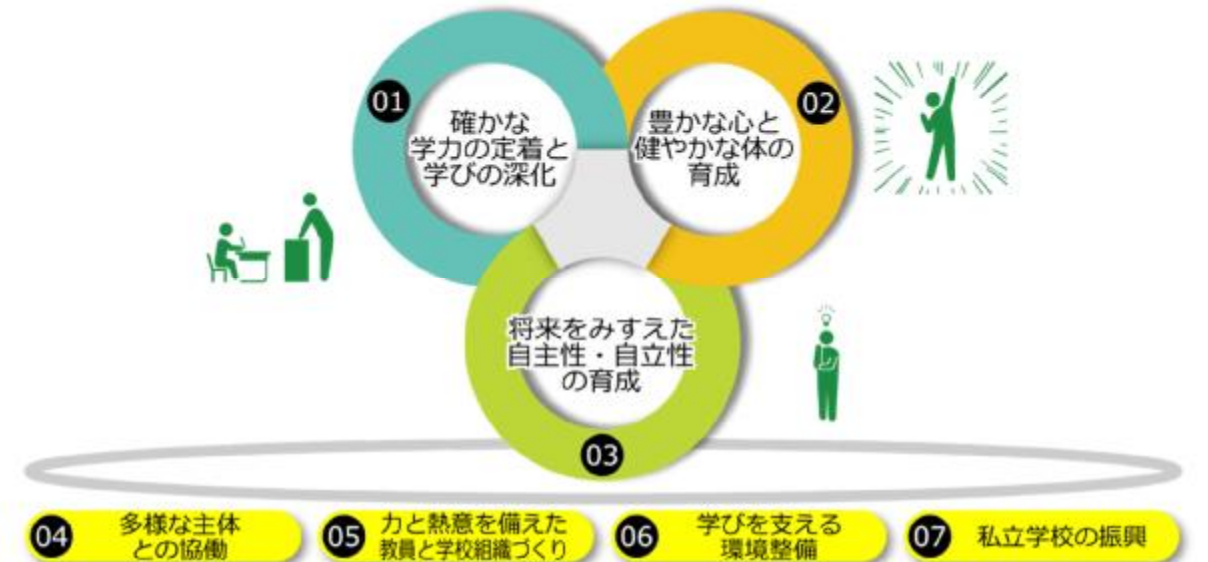 01
確かな
学力の定着と
学びの深化
02
豊かな心と
健やかな体の
育成
将来をみすえた
自主性・自立性
の育成
03
04
多様な主体
との協働
05
力と熱意を備えた
教員と学校組織づくり
06
学びを支える
環境整備
07
私立学校の振興